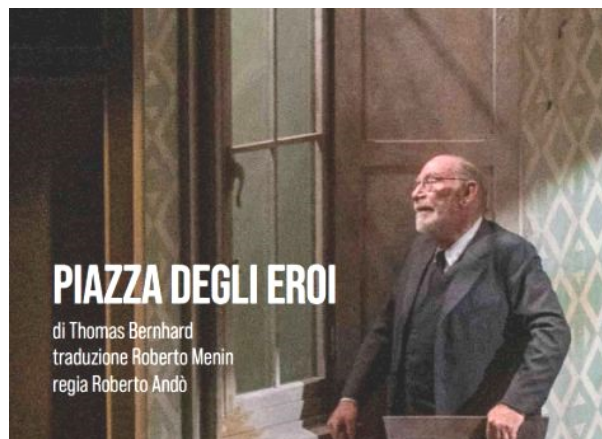 PIAZZA DEGLI EROI
di Thomas Bernhard
traduzione Roberto Menin
regia Roberto Andò